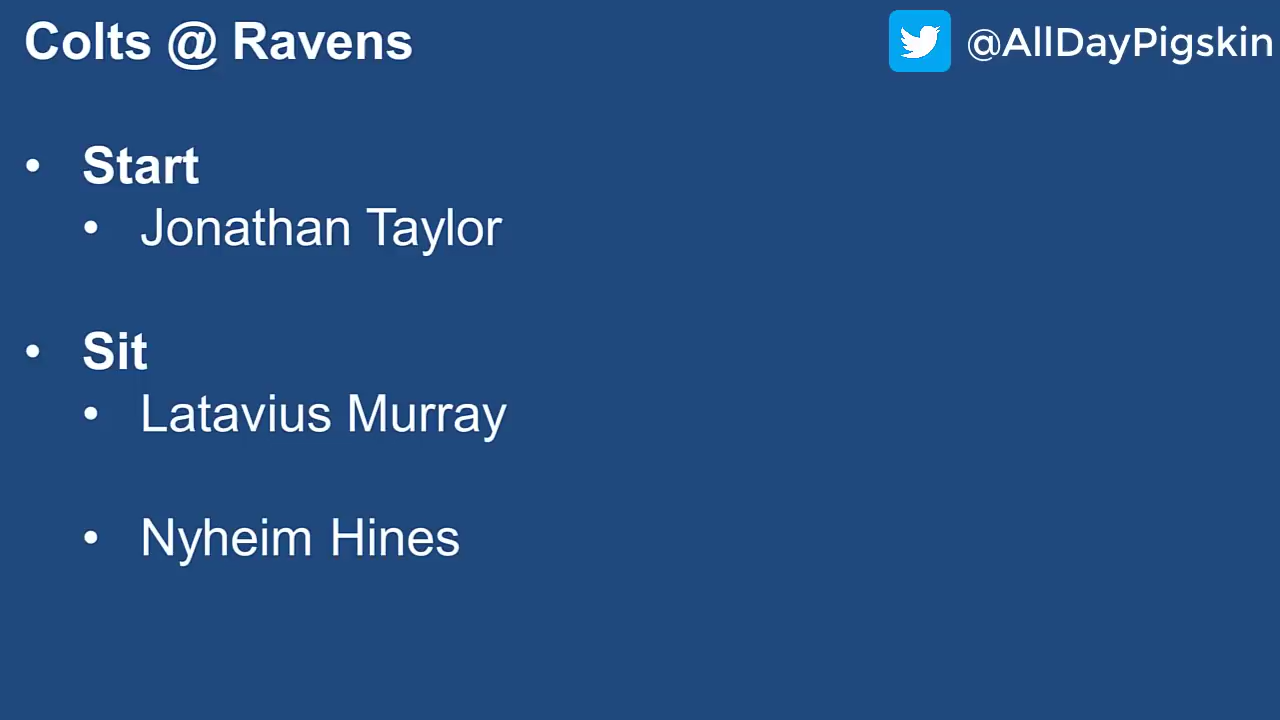 Colts @ Ravens
@AllDayPigskin
• Start
• Jonathan Taylor
• Sit
• Latavius Murray
• Nyheim Hines